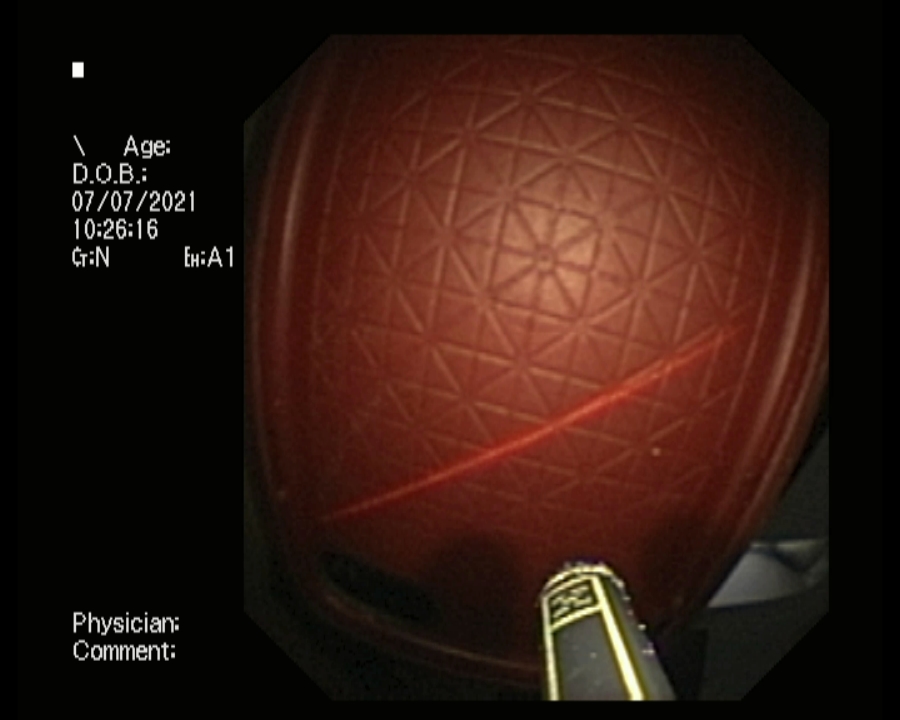 \ Age:
D.O.B.:
07/07/2021
10:26:16
Cr:N EH:A1
Physician:
Comment: